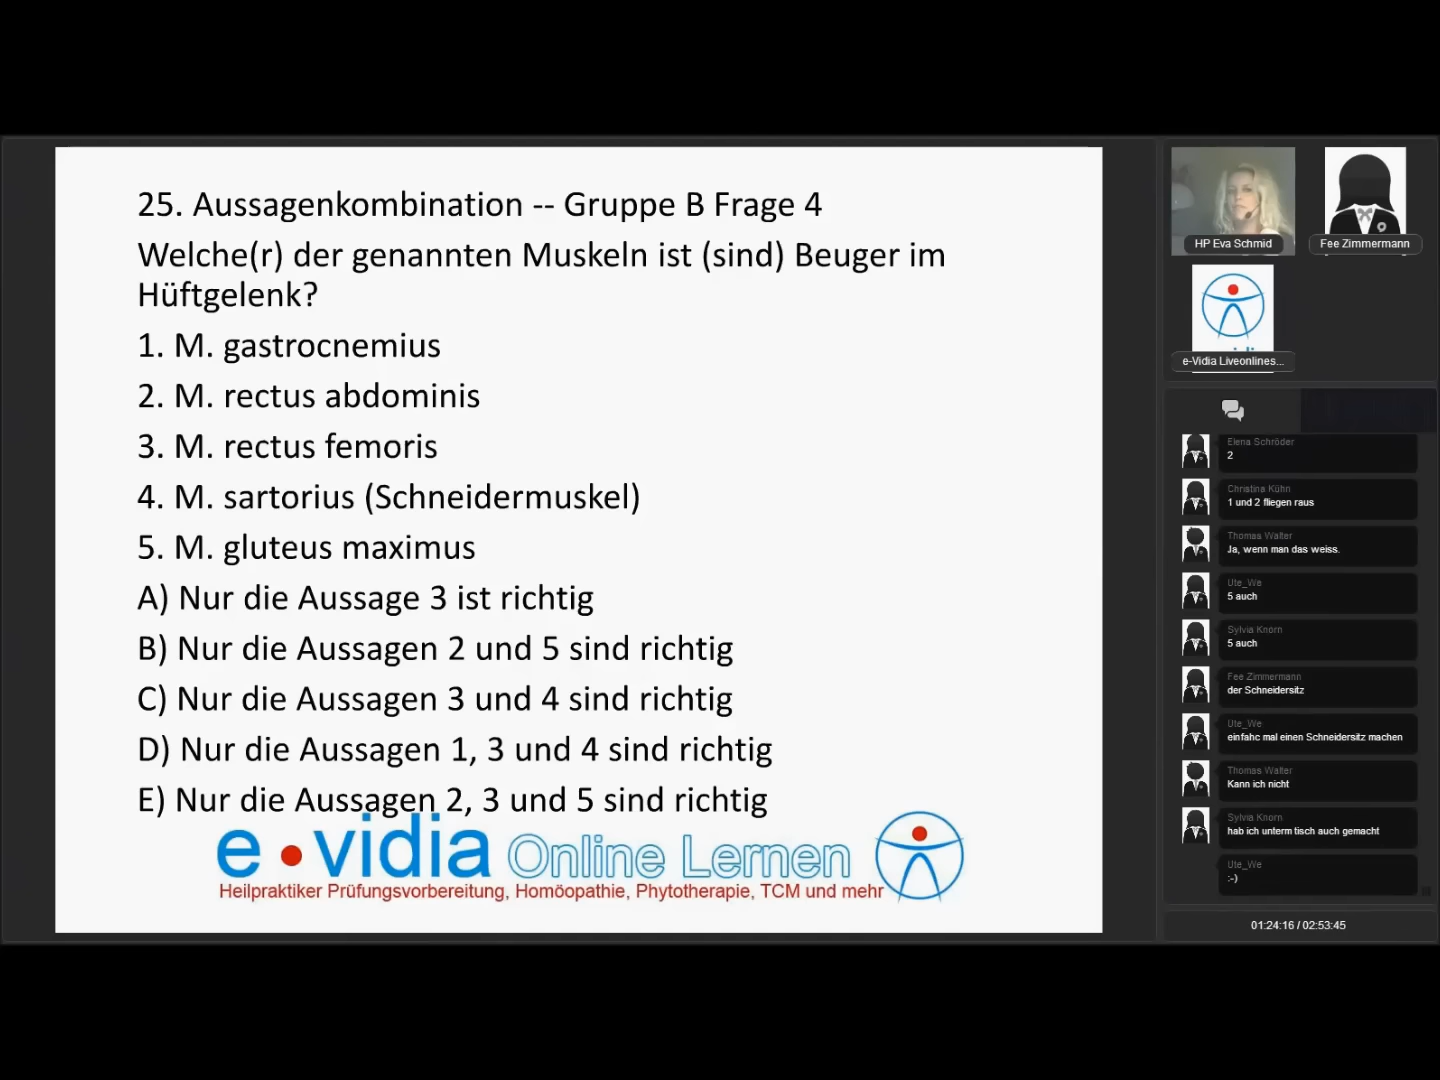 25. Aussagenkombination -- Gruppe B Frage 4
Welche(r) der genannten Muskeln ist (sind) Beuger im
Hüftgelenk?
1. M. gastrocnemius
2. M. rectus abdominis
3. M. rectus femoris
4. M. sartorius (Schneidermuskel)
5. M. gluteus maximus
A) Nur die Aussage 3 ist richtig
B) Nur die Aussagen 2 und 5 sind richtig
C) Nur die Aussagen 3 und 4 sind richtig
D) Nur die Aussagen 1, 3 und 4 sind richtig
E) Nur die Aussagen 2, 3 und 5 sind richtig
e.vidia Online Lernen
Heilpraktiker Prüfungsvorbereitung, Homöopathie, Phytotherapie, TCM und mehr
HP Eva Schmid
Fee Zimmermann
e-Vidia Liveonlines...
Elena Schröder
2
Christina Kühn
1 und 2 fliegen raus
Thomas Walter
Ja, wenn man das weiss.
Ute_We
5 auch
Sylvia Knorn
5 auch
Fee Zimmermann
der Schneidersitz
Ute_We
einfahc mal einen Schneidersitz machen
Thomas Walter
Kann ich nicht
Sylvia Knorn
hab ich unterm tisch auch gemacht
Ute_We
:-)
01:24:16 / 02:53:45